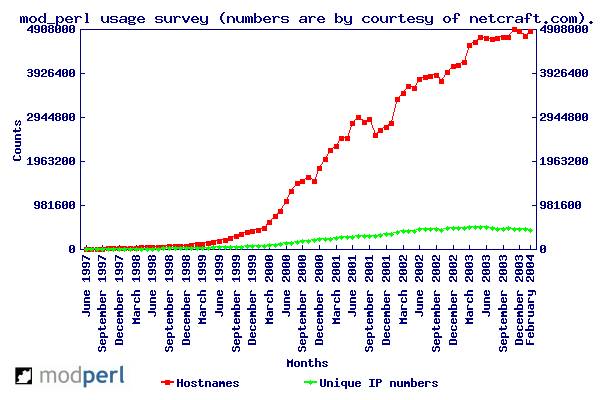 mod_perl usage survey (numbers are by courtesy of netcraft.com).
4908000 4908000
3926400 3926400
2944800 2944800
1963200 1963200
981600 981600
0 0
Counts
June 1997
September 1997
December 1997
March 1998
June 1998
September 1998
December 1998
March 1999
June 1999
September 1999
December 1999
March 2000
June 2000
September 2000
December 2000
March 2001
June 2001
September 2001
December 2001
March 2002
June 2002
September 2002
December 2002
March 2003
June 2003
September 2003
December 2003
February 2004
Months
modperl
Hostnames Unique IP numbers